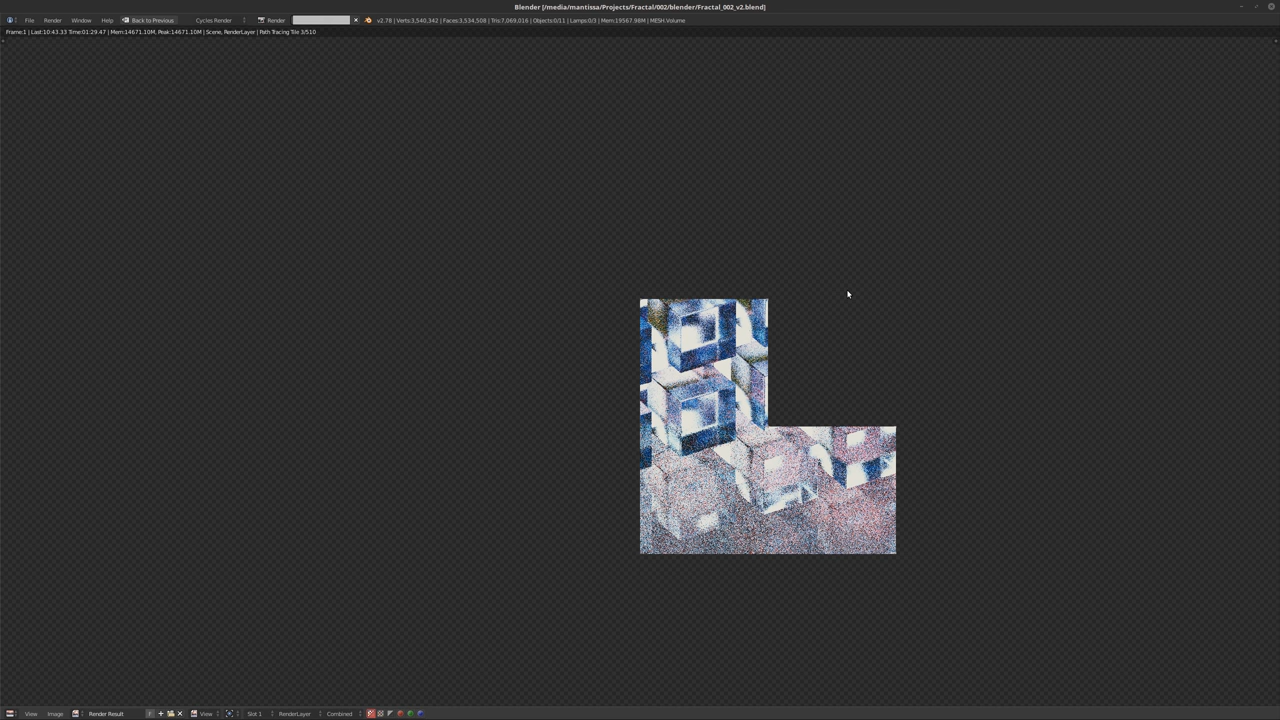 Blender [/media/mantissa/Projects/Fractal/002/blender/Fractal_002_v2.blend]
File Render Window Help Back to Previous Cycles Render Render v2.78 | Verts:3,540,342 | Faces:3,534,508 | Tris:7,069,016 | Objects:0/11 | Lamps:0/3 | Mem:19567.98M | MESH.Volume
Frame:1 | Last:10:43.33 Time:01:29.47 | Mem:14671.10M, Peak:14671.10M | Scene, RenderLayer | Path Tracing Tile 3/510
View Image Render Result F View Slot 1 RenderLayer Combined